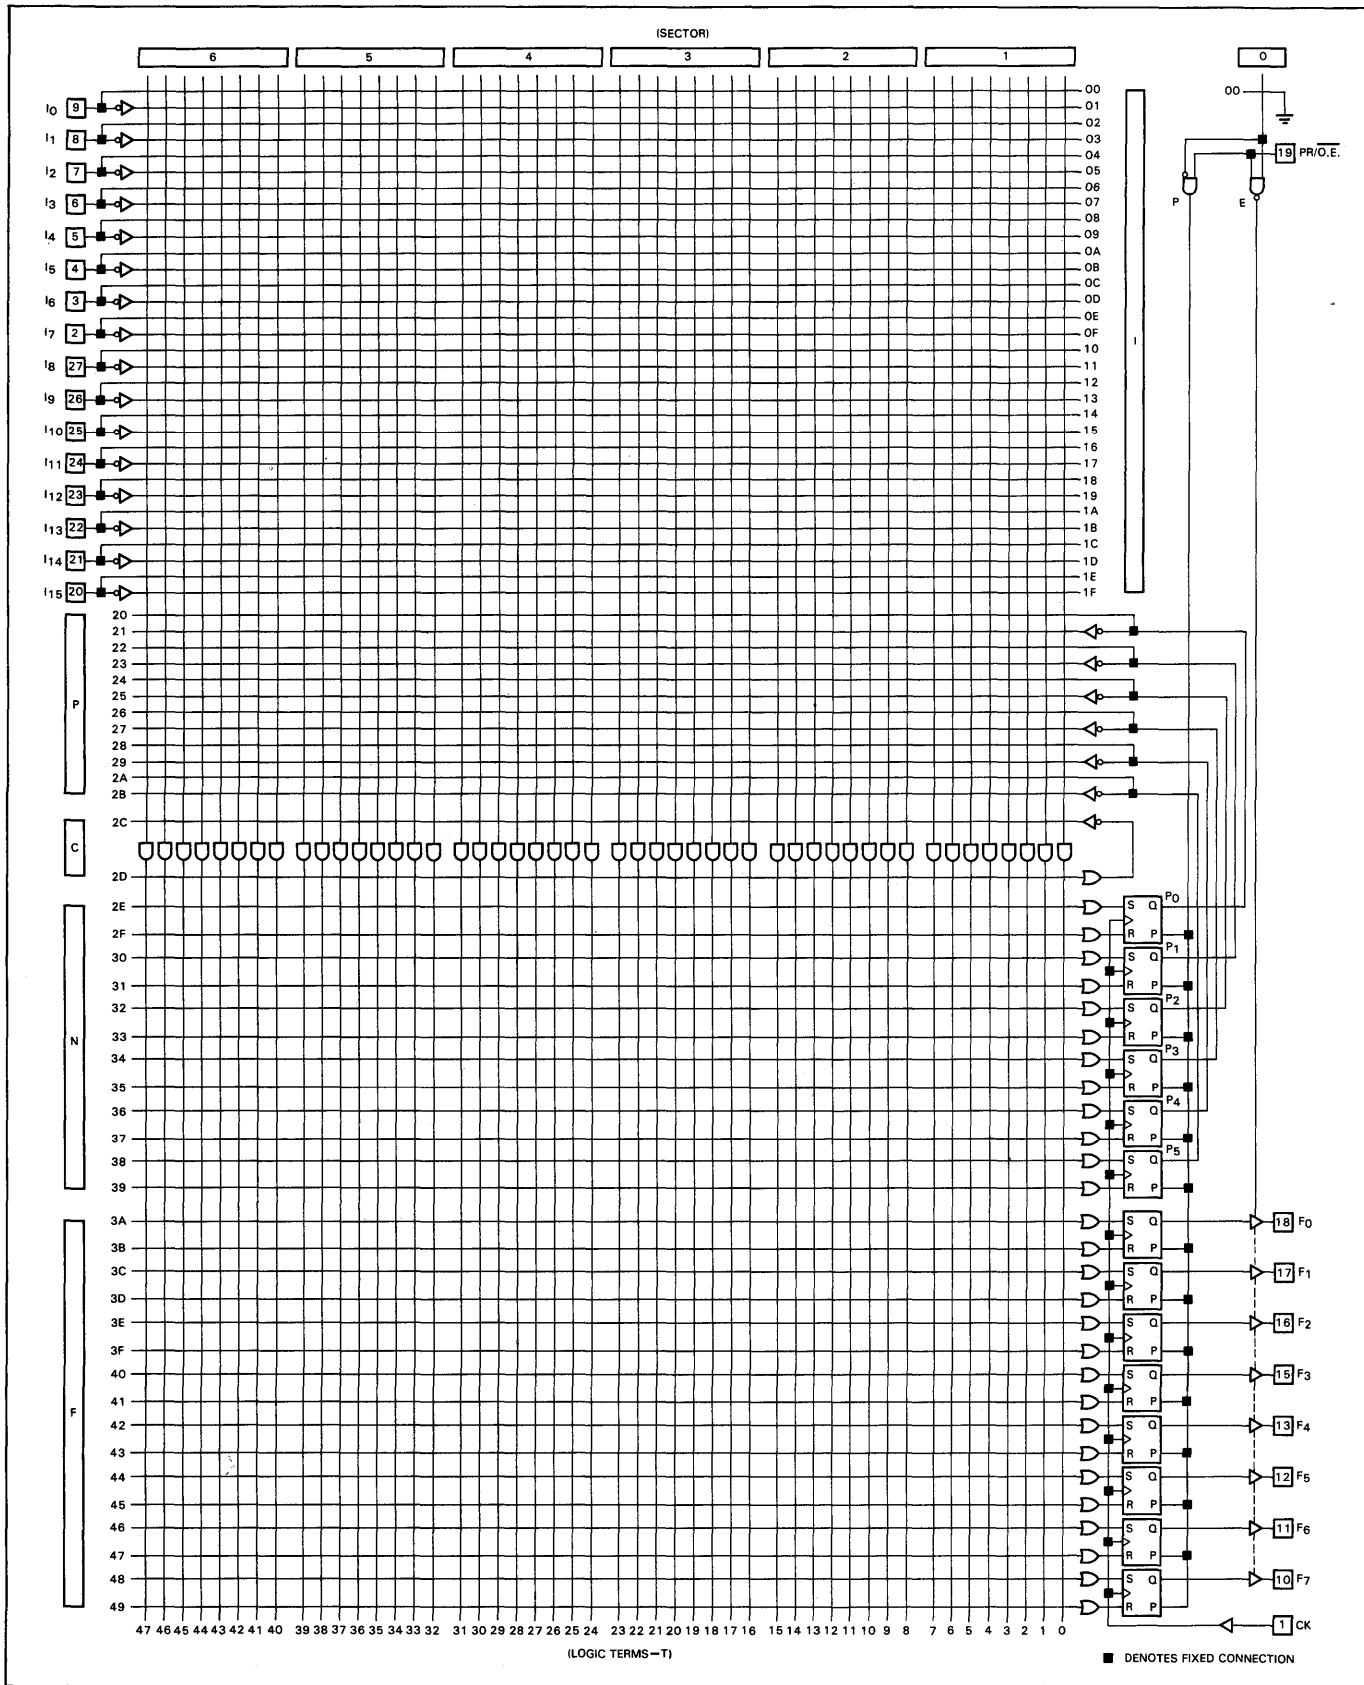 (SECTOR)
6 5 4 3 2 1 0
00 00
I0 9 01
02
I1 8 03
04 19 PR/O.E.
I2 7 05
06
I3 6 07 P E
08
I4 5 09
0A
I5 4 0B
0C
I6 3 0D
0E
I7 2 0F
10
I8 27 11 I
12
I9 26 13
14
I10 25 15
16
I11 24 17
18
I12 23 19
1A
I13 22 1B
1C
I14 21 1D
1E
I15 20 1F
20
21
22
23
24
25
P
26
27
28
29
2A
2B
2C
C
2D
P0
2E S Q
2F R P
P1
30 S Q
31 R P
P2
32 S Q
33 R P
N
P3
34 S Q
35 R P
P4
36 S Q
37 R P
P5
38 S Q
39 R P
3A S Q 18 F0
3B R P
3C S Q 17 F1
3D R P
3E S Q 16 F2
3F R P
40 S Q 15 F3
41 R P
F
42 S Q 13 F4
43 R P
44 S Q 12 F5
45 R P
46 S Q 11 F6
47 R P
48 S Q 10 F7
49 R P
47 46 45 44 43 42 41 40 39 38 37 36 35 34 33 32 31 30 29 28 27 26 25 24 23 22 21 20 19 18 17 16 15 14 13 12 11 10 9 8 7 6 5 4 3 2 1 0 1 CK
(LOGIC TERMS—T)
DENOTES FIXED CONNECTION